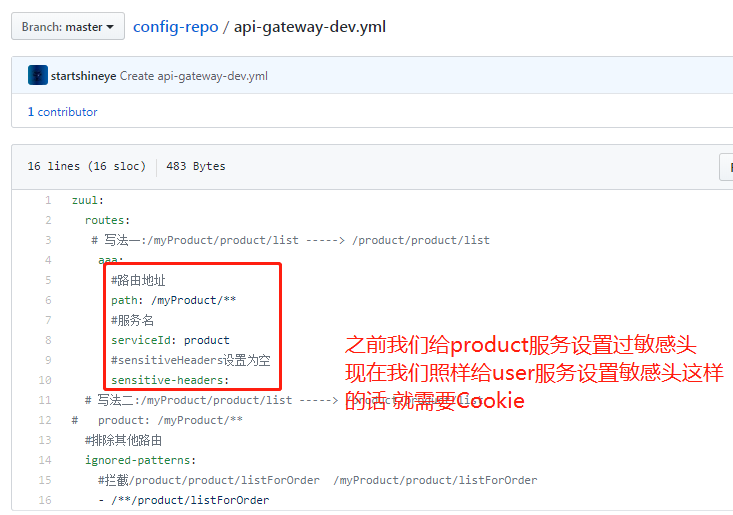 Branch: master
config-repo / api-gateway-dev.yml
startshineye Create api-gateway-dev.yml
1 contributor
16 lines (16 sloc) 483 Bytes
1 zuul:
2 routes:
3 # 写法一:/myProduct/product/list -----> /product/product/list
4 aaa:
5 #路由地址
6 path: /myProduct/**
7 #服务名
8 serviceId: product
9 #sensitiveHeaders设置为空
10 sensitive-headers:
之前我们给product服务设置过敏感头
现在我们照样给user服务设置敏感头这样
的话 就需要Cookie
11 # 写法二:/myProduct/product/list ----->
12 # product: /myProduct/**
13 #排除其他路由
14 ignored-patterns:
15 #拦截/product/product/listForOrder /myProduct/product/listForOrder
16 - /**/product/listForOrder